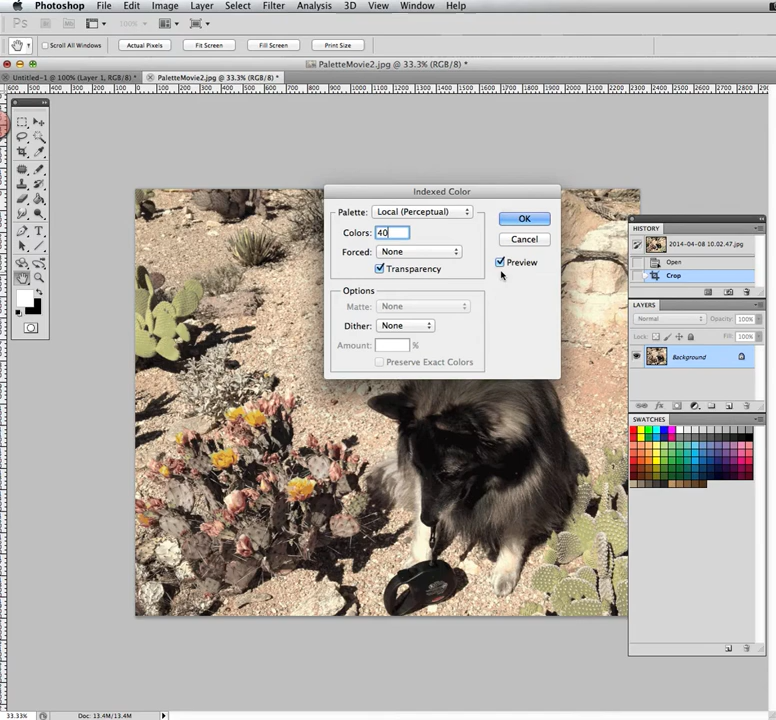 Photoshop File Edit Image Layer Select Filter Analysis 3D View Window Help
Ps Br Mb 100%
Scroll All Windows Actual Pixels Fit Screen Fill Screen Print Size
PaletteMovie2.jpg @ 33.3% (RGB/8*) *
Untitled-1 @ 100% (Layer 1, RGB/8*) PaletteMovie2.jpg @ 33.3% (RGB/8*) *
Indexed Color
Palette: Local (Perceptual)
Colors: 40
Forced: None
Transparency
OK
Cancel
Preview
Options
Matte: None
Dither: None
Amount: %
Preserve Exact Colors
HISTORY
2014-04-08 10.02.47.jpg
Open
Crop
LAYERS
Normal Opacity: 100%
Lock: Fill: 100%
Background
SWATCHES
33.33% Doc: 13.4M/13.4M